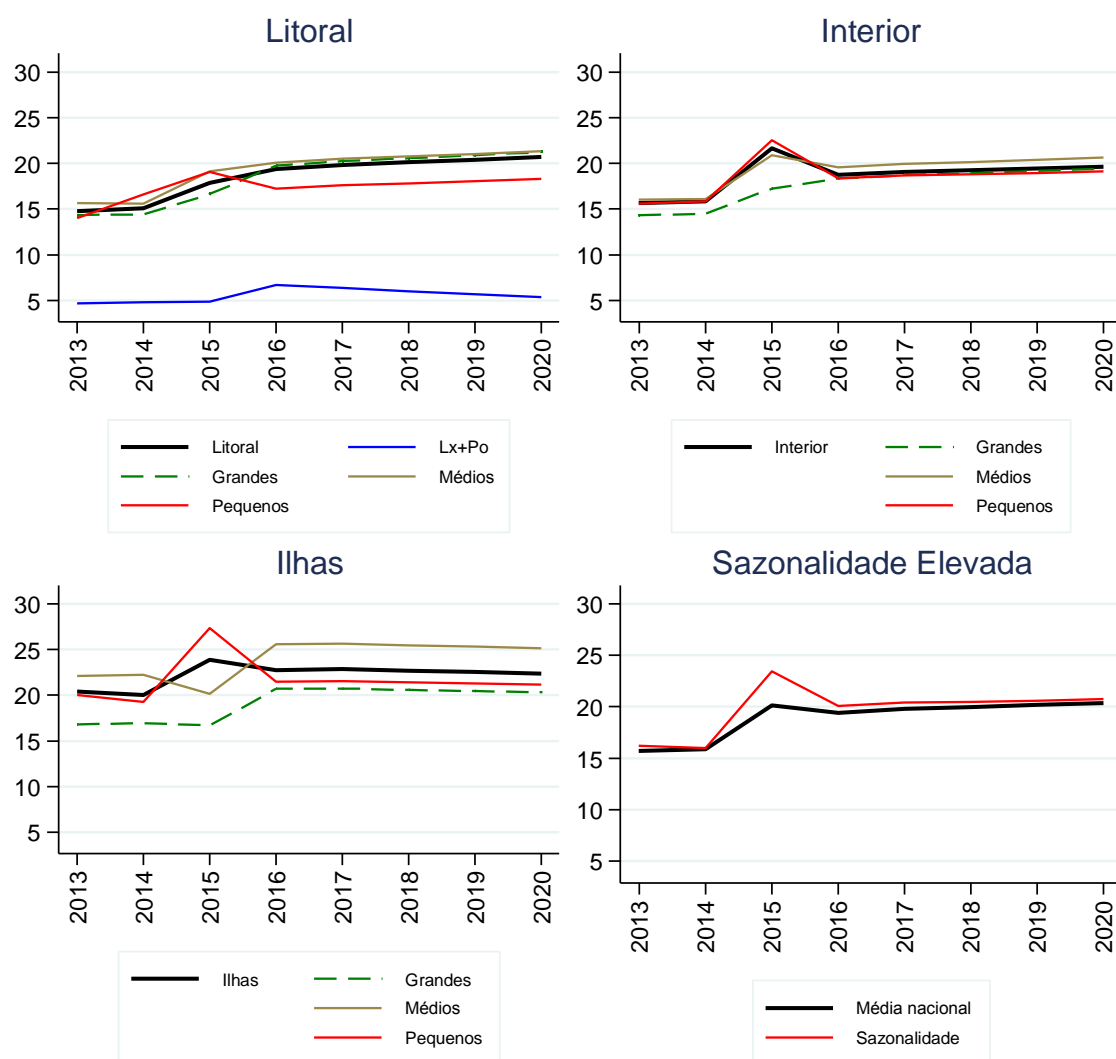 Litoral
30
25
20
15
10
5
2013
2014
2015
2016
2017
2018
2019
2020
Litoral
Lx+Po
Grandes
Médios
Pequenos
Interior
30
25
20
15
10
5
2013
2014
2015
2016
2017
2018
2019
2020
Interior
Grandes
Médios
Pequenos
Ilhas
30
25
20
15
10
5
2013
2014
2015
2016
2017
2018
2019
2020
Ilhas
Grandes
Médios
Pequenos
Sazonalidade Elevada
30
25
20
15
10
5
2013
2014
2015
2016
2017
2018
2019
2020
Média nacional
Sazonalidade